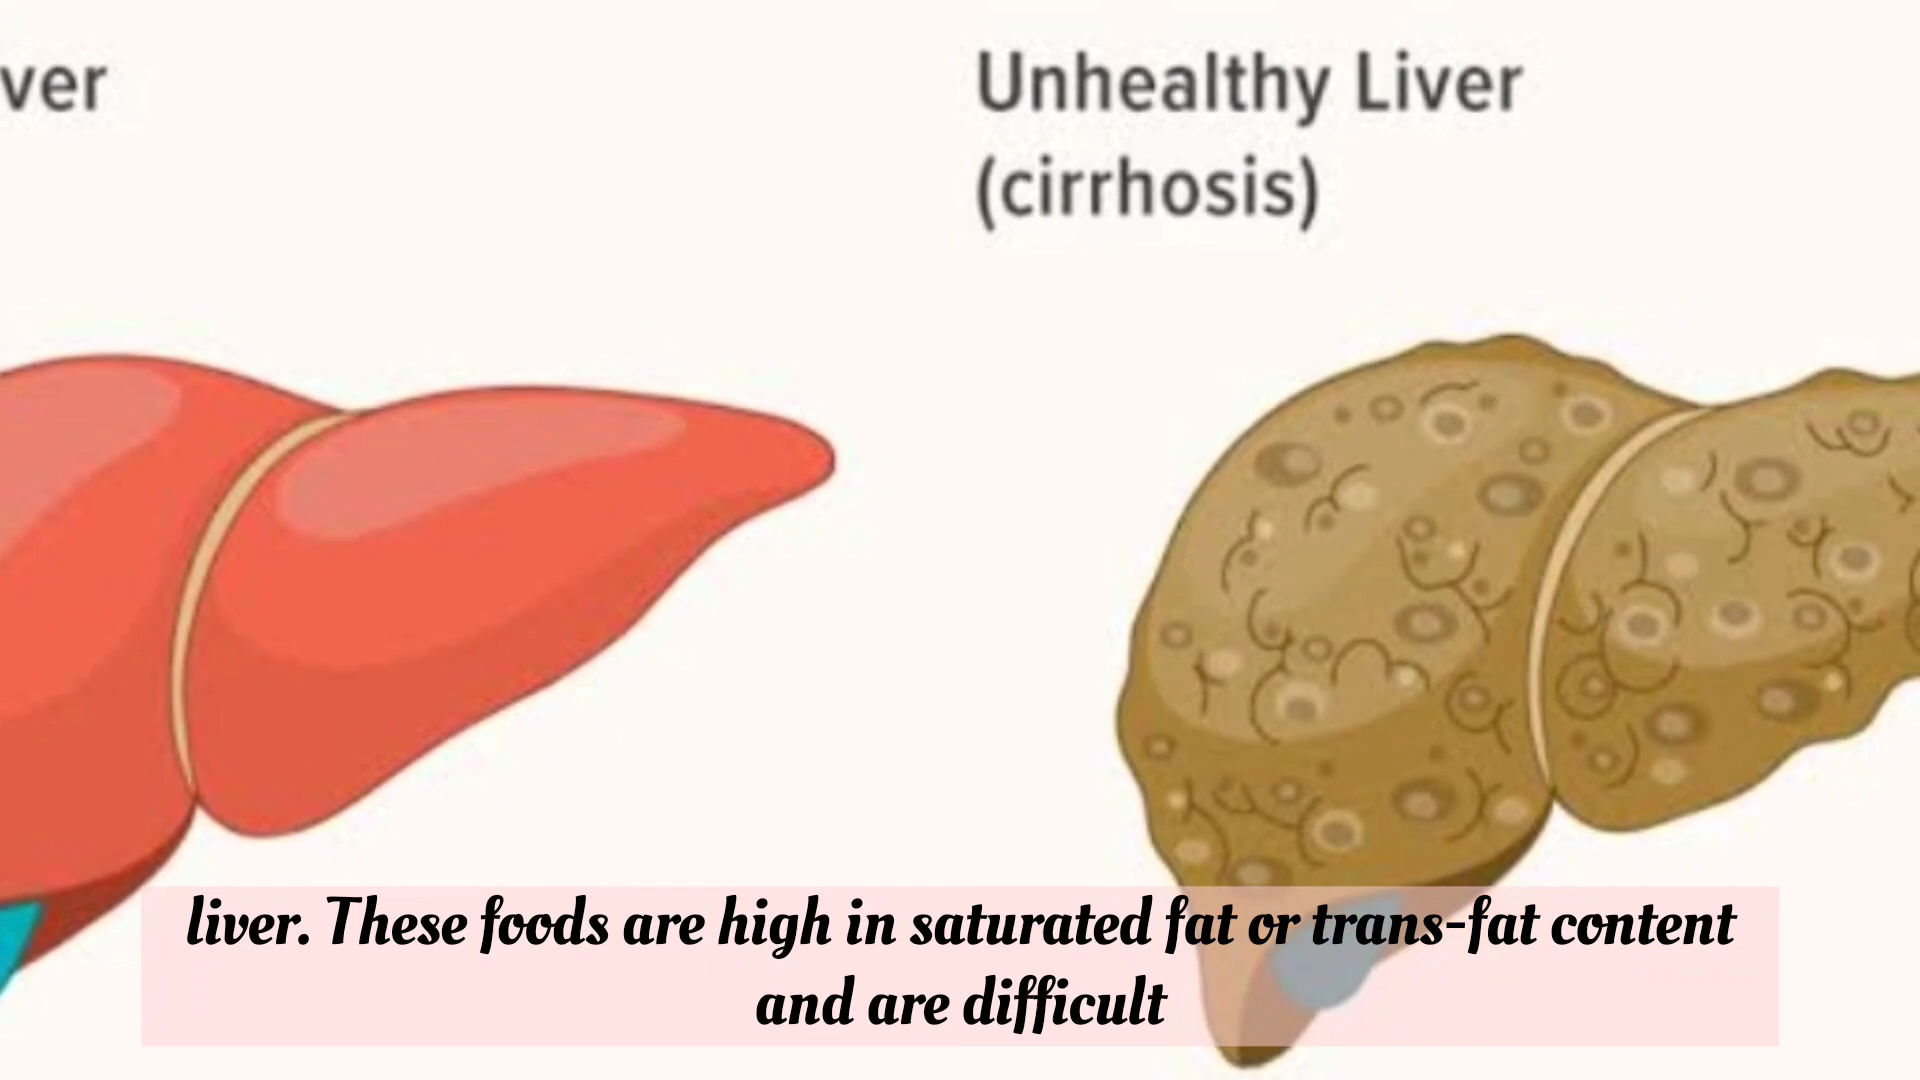 ver
Unhealthy Liver
(cirrhosis)
liver. These foods are high in saturated fat or trans-fat content
and are difficult